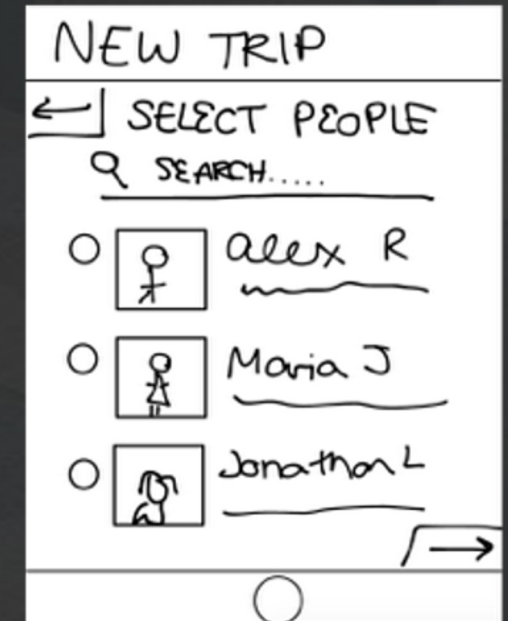 NEW TRIP
SELECT PEOPLE
SEARCH.....
alex R
Maria J
Jonathan L